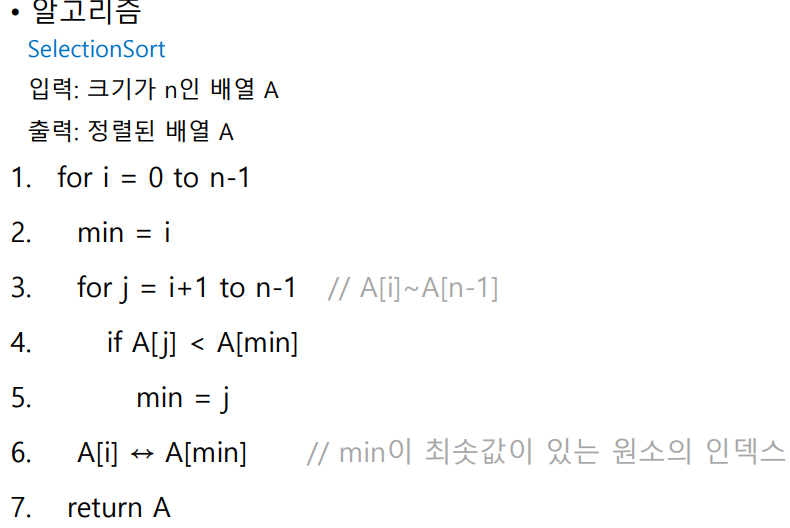 • 알고리즘
SelectionSort
입력: 크기가 n인 배열 A
출력: 정렬된 배열 A
1. for i = 0 to n-1
2. min = i
3. for j = i+1 to n-1 // A[i]~A[n-1]
4. if A[j] < A[min]
5. min = j
6. A[i] ↔ A[min] // min이 최솟값이 있는 원소의 인덱스
7. return A